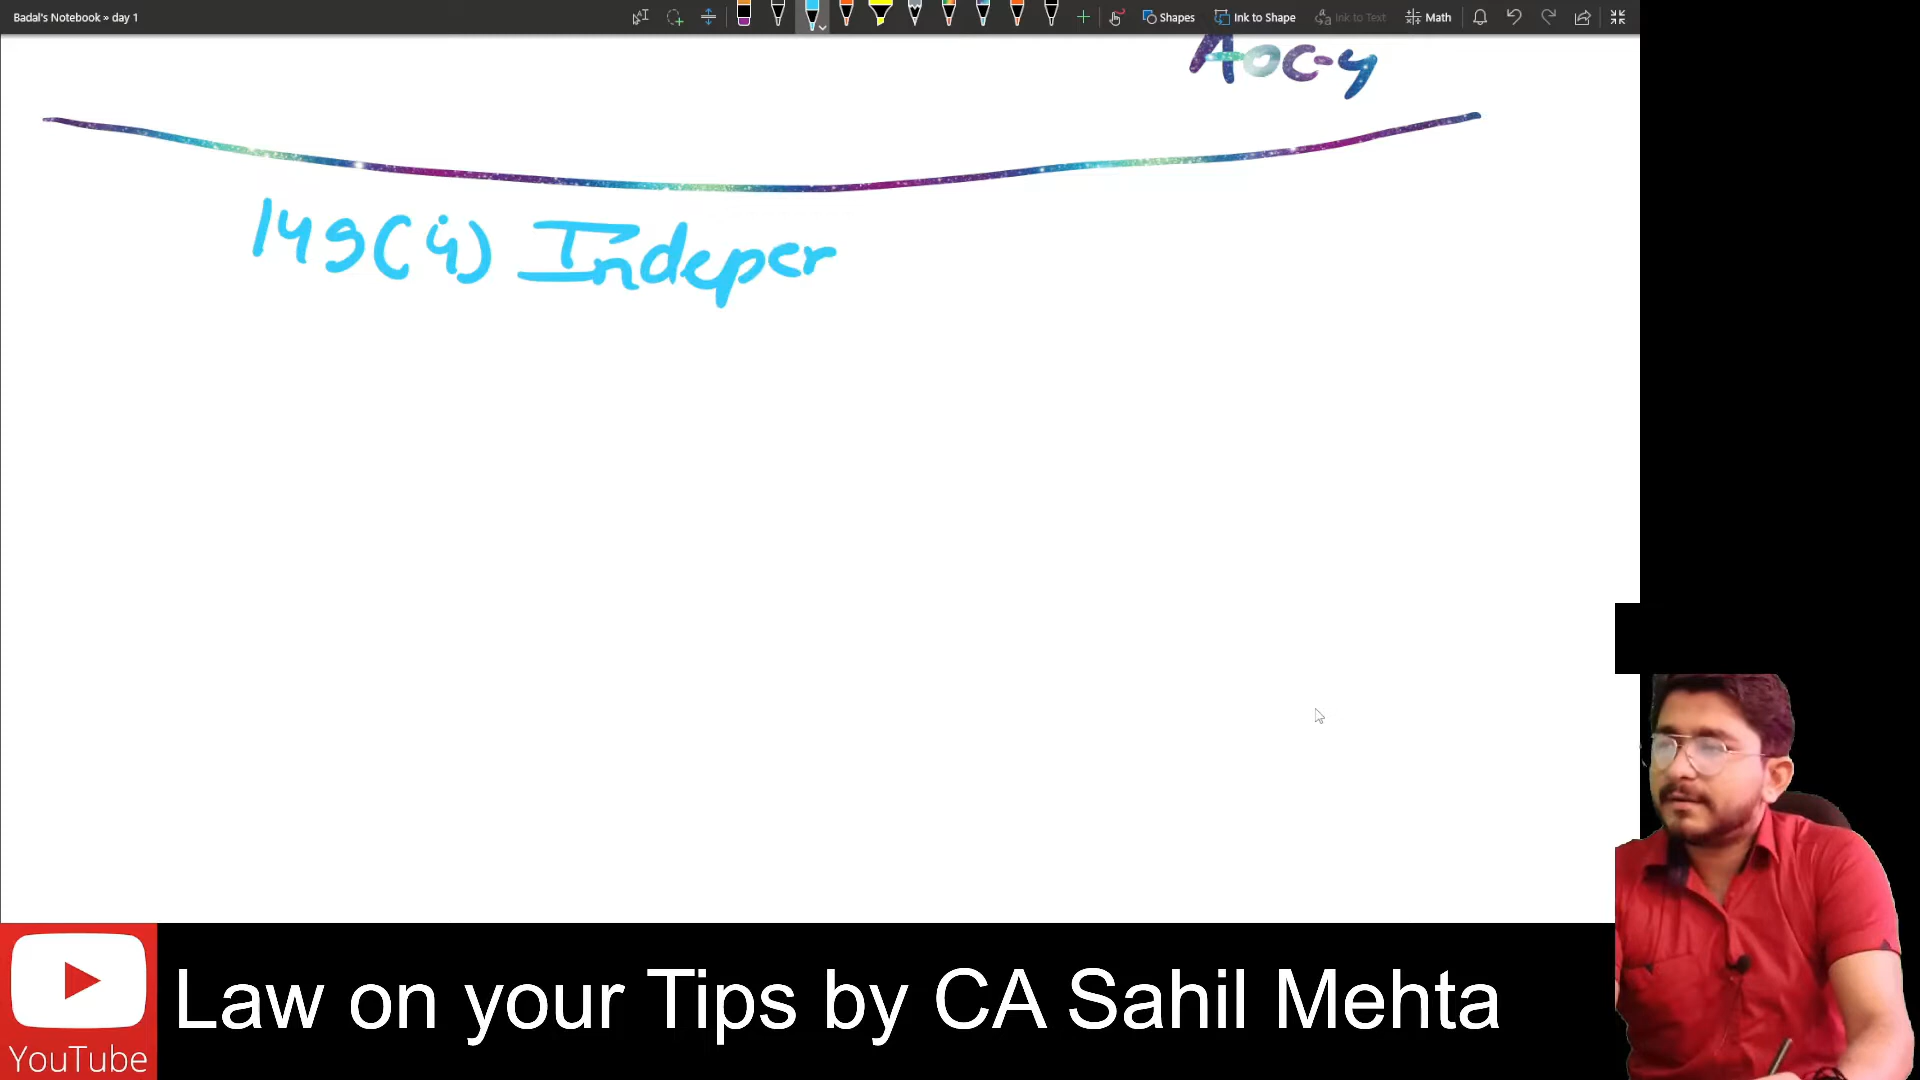 Badal's Notebook » day 1
Shapes
Ink to Shape
Ink to Text
Math
AOC-4
149(4) Indeper
YouTube
Law on your Tips by CA Sahil Mehta